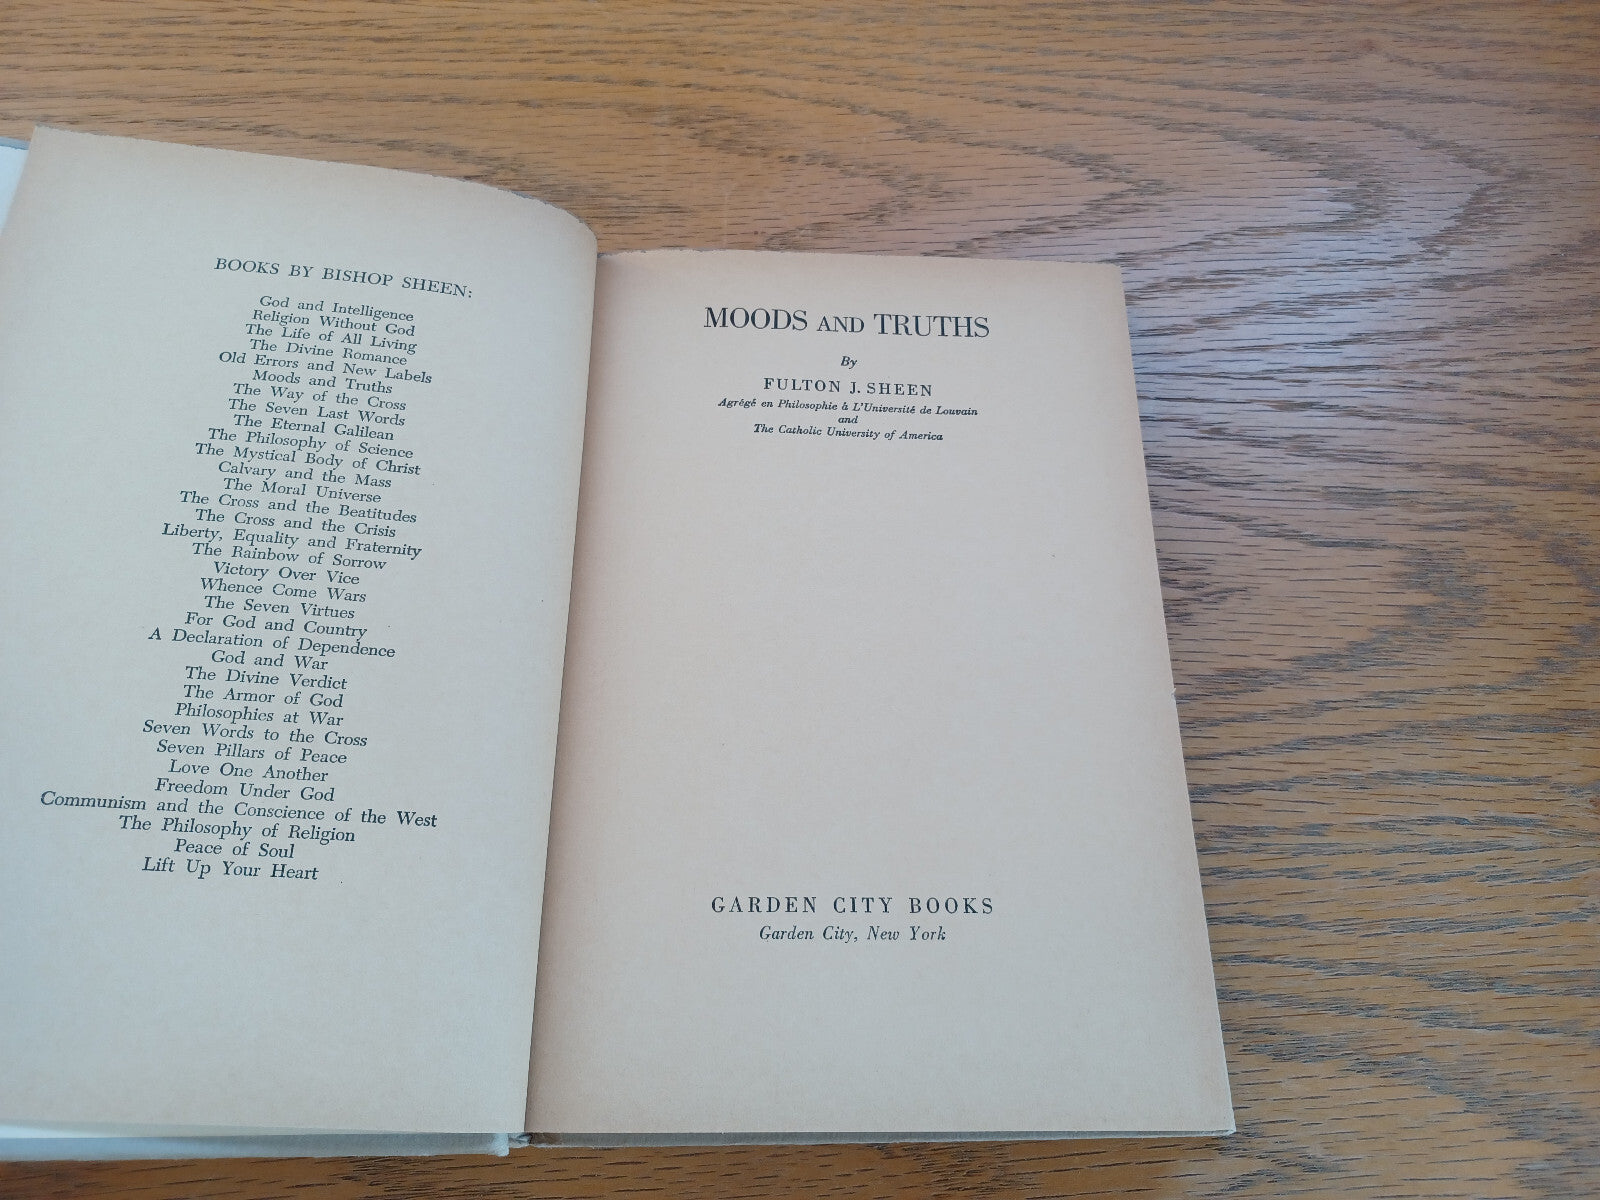 BOOKS BY BISHOP SHEEN:
God and Intelligence
Religion Without God
The Life of All Living
The Divine Romance
Old Errors and New Labels
Moods and Truths
The Way of the Cross
The Seven Last Words
The Eternal Galilean
The Philosophy of Science
The Mystical Body of Christ
Calvary and the Mass
The Moral Universe
The Cross and the Beatitudes
The Cross and the Crisis
Liberty, Equality and Fraternity
The Rainbow of Sorrow
Victory Over Vice
Whence Come Wars
The Seven Virtues
For God and Country
A Declaration of Dependence
God and War
The Divine Verdict
The Armor of God
Philosophies at War
Seven Words to the Cross
Seven Pillars of Peace
Love One Another
Freedom Under God
Communism and the Conscience of the West
The Philosophy of Religion
Peace of Soul
Lift Up Your Heart
MOODS AND TRUTHS
By
FULTON J. SHEEN
Agrégé en Philosophie à L'Université de Louvain
and
The Catholic University of America
GARDEN CITY BOOKS
Garden City, New York